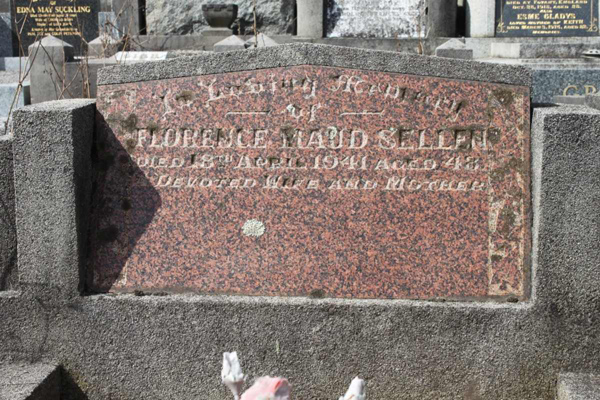 EDNA MAY SUCKLING
ESME GLADYS
In Loving Memory
of
FLORENCE MAUD SELLEN
DIED 18TH APRIL 1941 AGED 48.
DEVOTED WIFE AND MOTHER